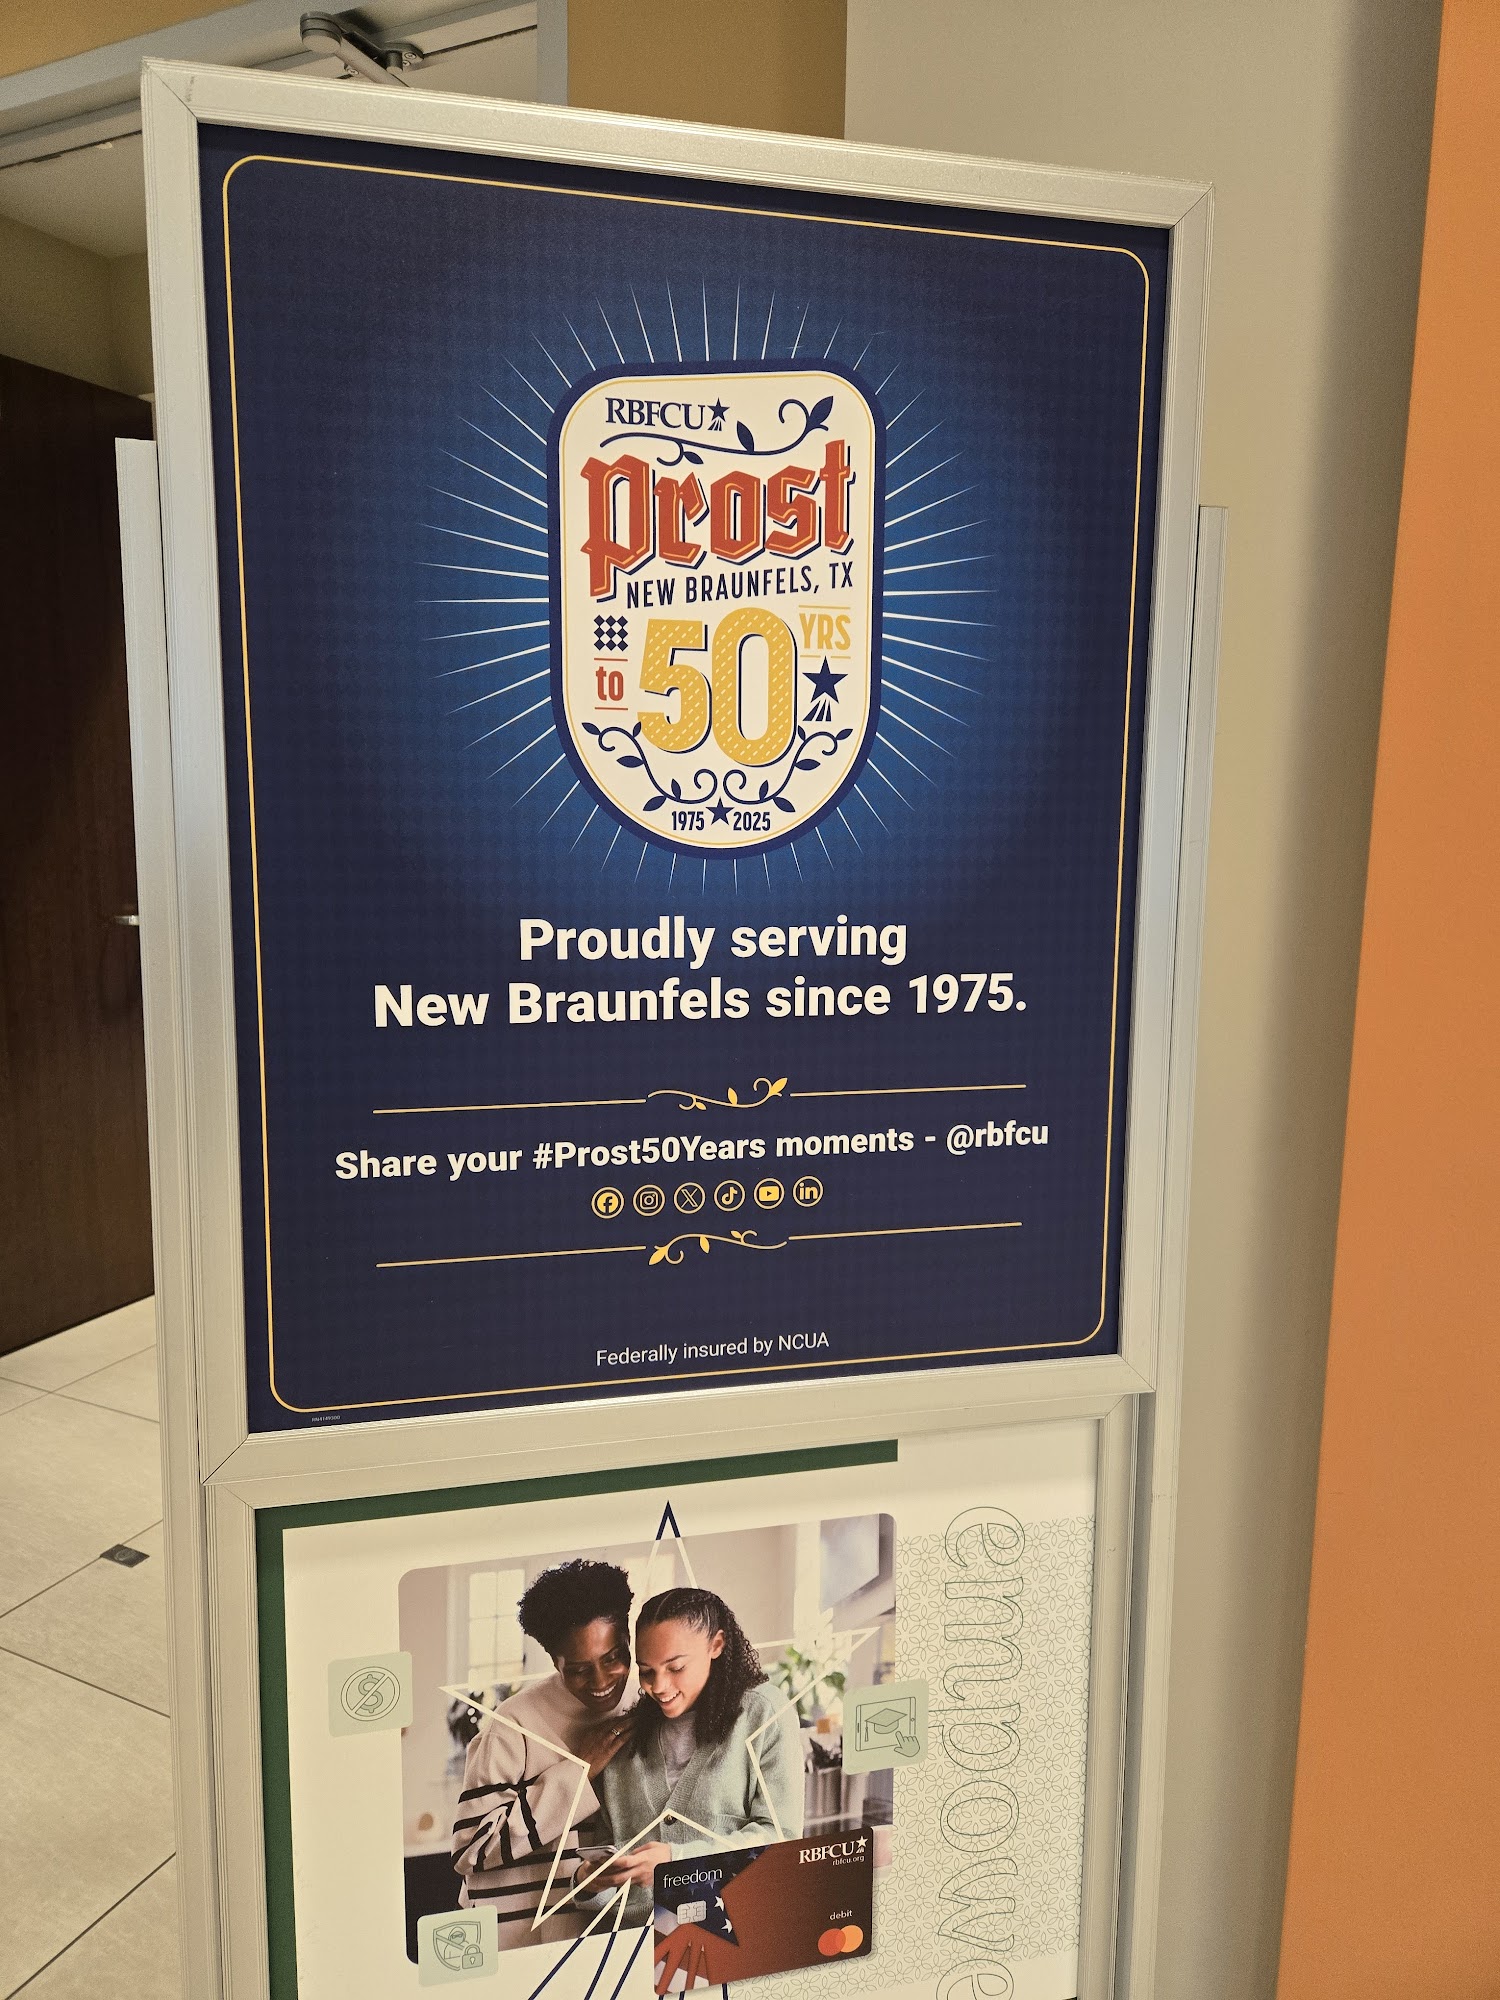 RBFCU
Prost
NEW BRAUNFELS, TX
to 50 YRS
1975 2025
Proudly serving
New Braunfels since 1975.
Share your #Prost50Years moments - @rbfcu
Federally insured by NCUA
empowe
freedom
RBFCU
rbfcu.org
debit